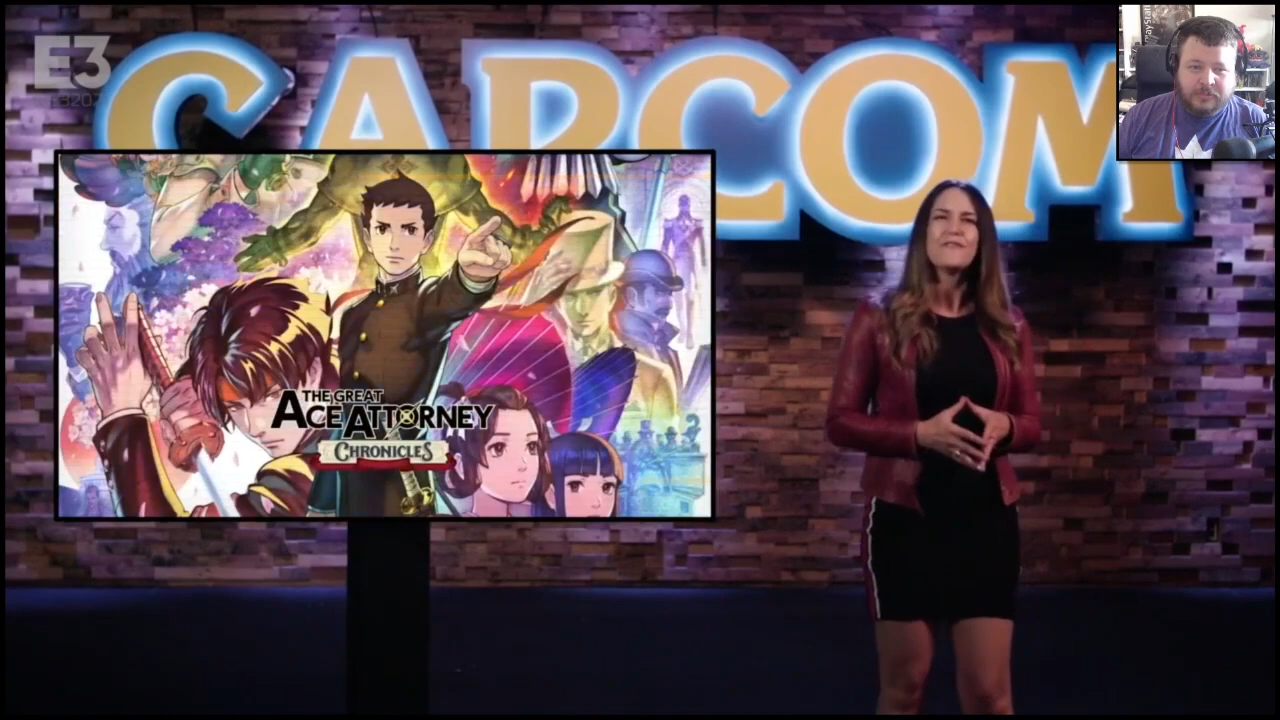 E3
CAPCOM
THE GREAT
ACE ATTORNEY
CHRONICLES